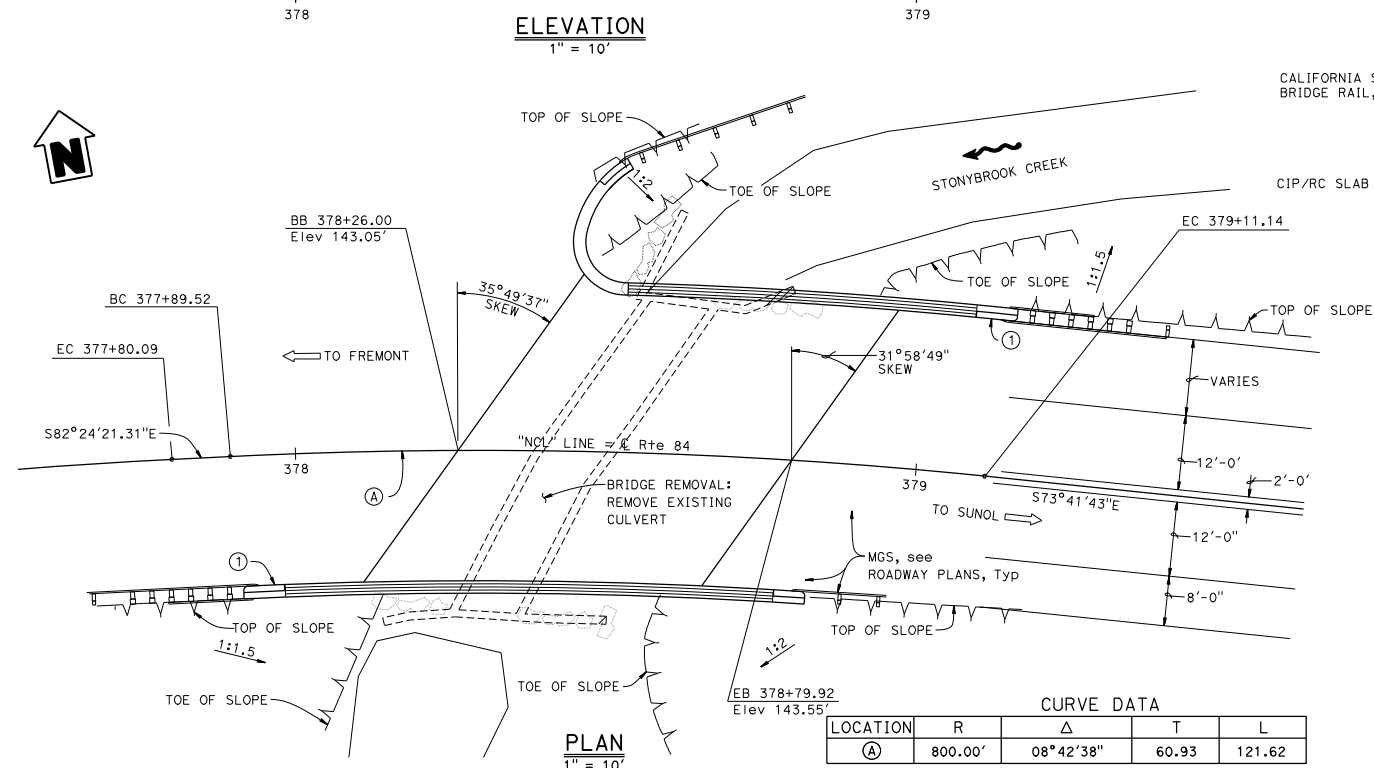 378
379
ELEVATION
1" = 10'
CALIFORNIA S
BRIDGE RAIL,
N
TOP OF SLOPE
1:2
TOE OF SLOPE
STONYBROOK CREEK
CIP/RC SLAB
BB 378+26.00
Elev 143.05'
EC 379+11.14
35°49'37"
SKEW
TOE OF SLOPE
1:1.5
BC 377+89.52
TOP OF SLOPE
1
EC 377+80.09
TO FREMONT
31°58'49"
SKEW
VARIES
S82°24'21.31"E
"NCL" LINE = ℄ Rte 84
378
379
12'-0'
2'-0'
A
BRIDGE REMOVAL:
REMOVE EXISTING
CULVERT
S73°41'43"E
TO SUNOL
12'-0"
1
MGS, see
ROADWAY PLANS, Typ
8'-0"
TOP OF SLOPE
TOP OF SLOPE
1:1.5
1:2
TOE OF SLOPE
TOE OF SLOPE
EB 378+79.92
Elev 143.55'
PLAN
1" = 10'
CURVE DATA
LOCATION R Δ T L
A 800.00' 08°42'38" 60.93 121.62